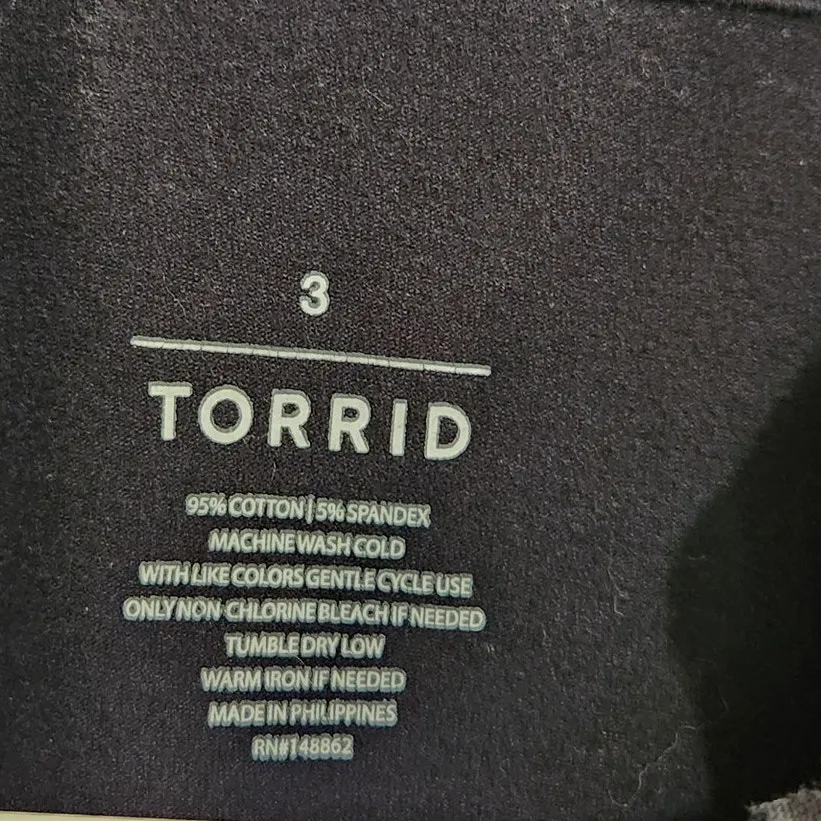 3
TORRID
95% COTTON | 5% SPANDEX
MACHINE WASH COLD
WITH LIKE COLORS GENTLE CYCLE USE
ONLY NON-CHLORINE BLEACH IF NEEDED
TUMBLE DRY LOW
WARM IRON IF NEEDED
MADE IN PHILIPPINES
RN#148862